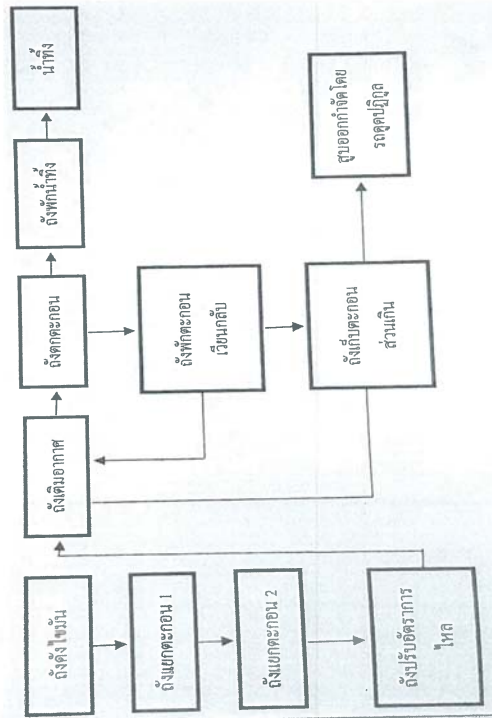 ถังดักไขมัน
ถังแยกตะกอน 1
ถังแยกตะกอน 2
ถังปรับอัตราการ
ไหล
ถังเติมอากาศ
ถังตกตะกอน
ถังพักน้ำทิ้ง
น้ำทิ้ง
ถังพักตะกอน
เวียนกลับ
ถังเก็บตะกอน
ส่วนเกิน
สูบออกกำจัดโดย
รถดูดปฏิกูล